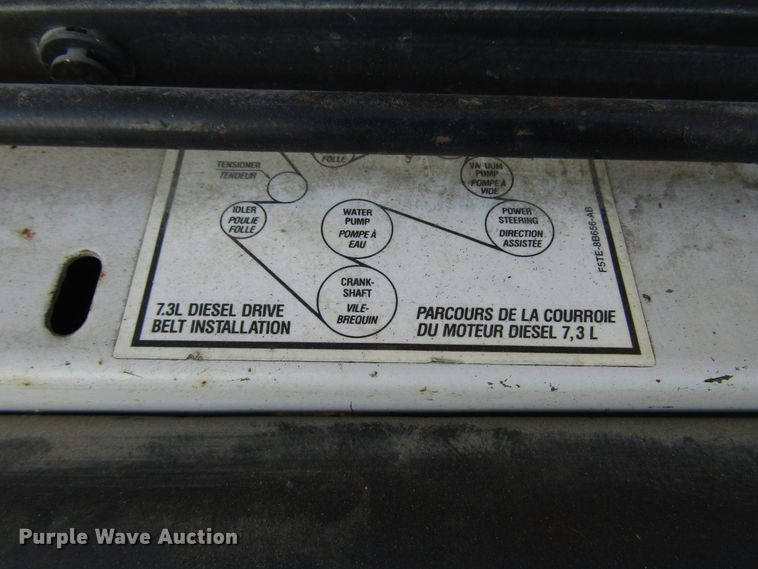 FOLLE
TENSIONER
TENDEUR
VACUUM
PUMP
POMPE À
VIDE
IDLER
POULIE
FOLLE
WATER
PUMP
POMPE À
EAU
POWER
STEERING
DIRECTION
ASSISTÉE
CRANK-
SHAFT
VILE-
BREQUIN
F5TE-8B656-AB
7.3L DIESEL DRIVE
BELT INSTALLATION
PARCOURS DE LA COURROIE
DU MOTEUR DIESEL 7,3 L
Purple Wave Auction®